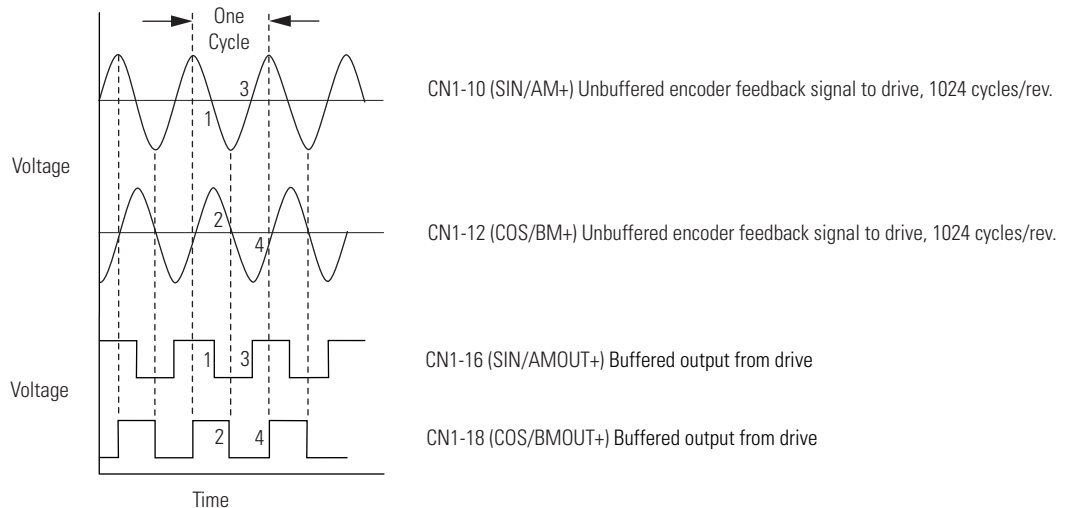 One
Cycle
3
CN1-10 (SIN/AM+) Unbuffered encoder feedback signal to drive, 1024 cycles/rev.
1
Voltage
2
CN1-12 (COS/BM+) Unbuffered encoder feedback signal to drive, 1024 cycles/rev.
4
1 3
CN1-16 (SIN/AMOUT+) Buffered output from drive
Voltage
2 4
CN1-18 (COS/BMOUT+) Buffered output from drive
Time